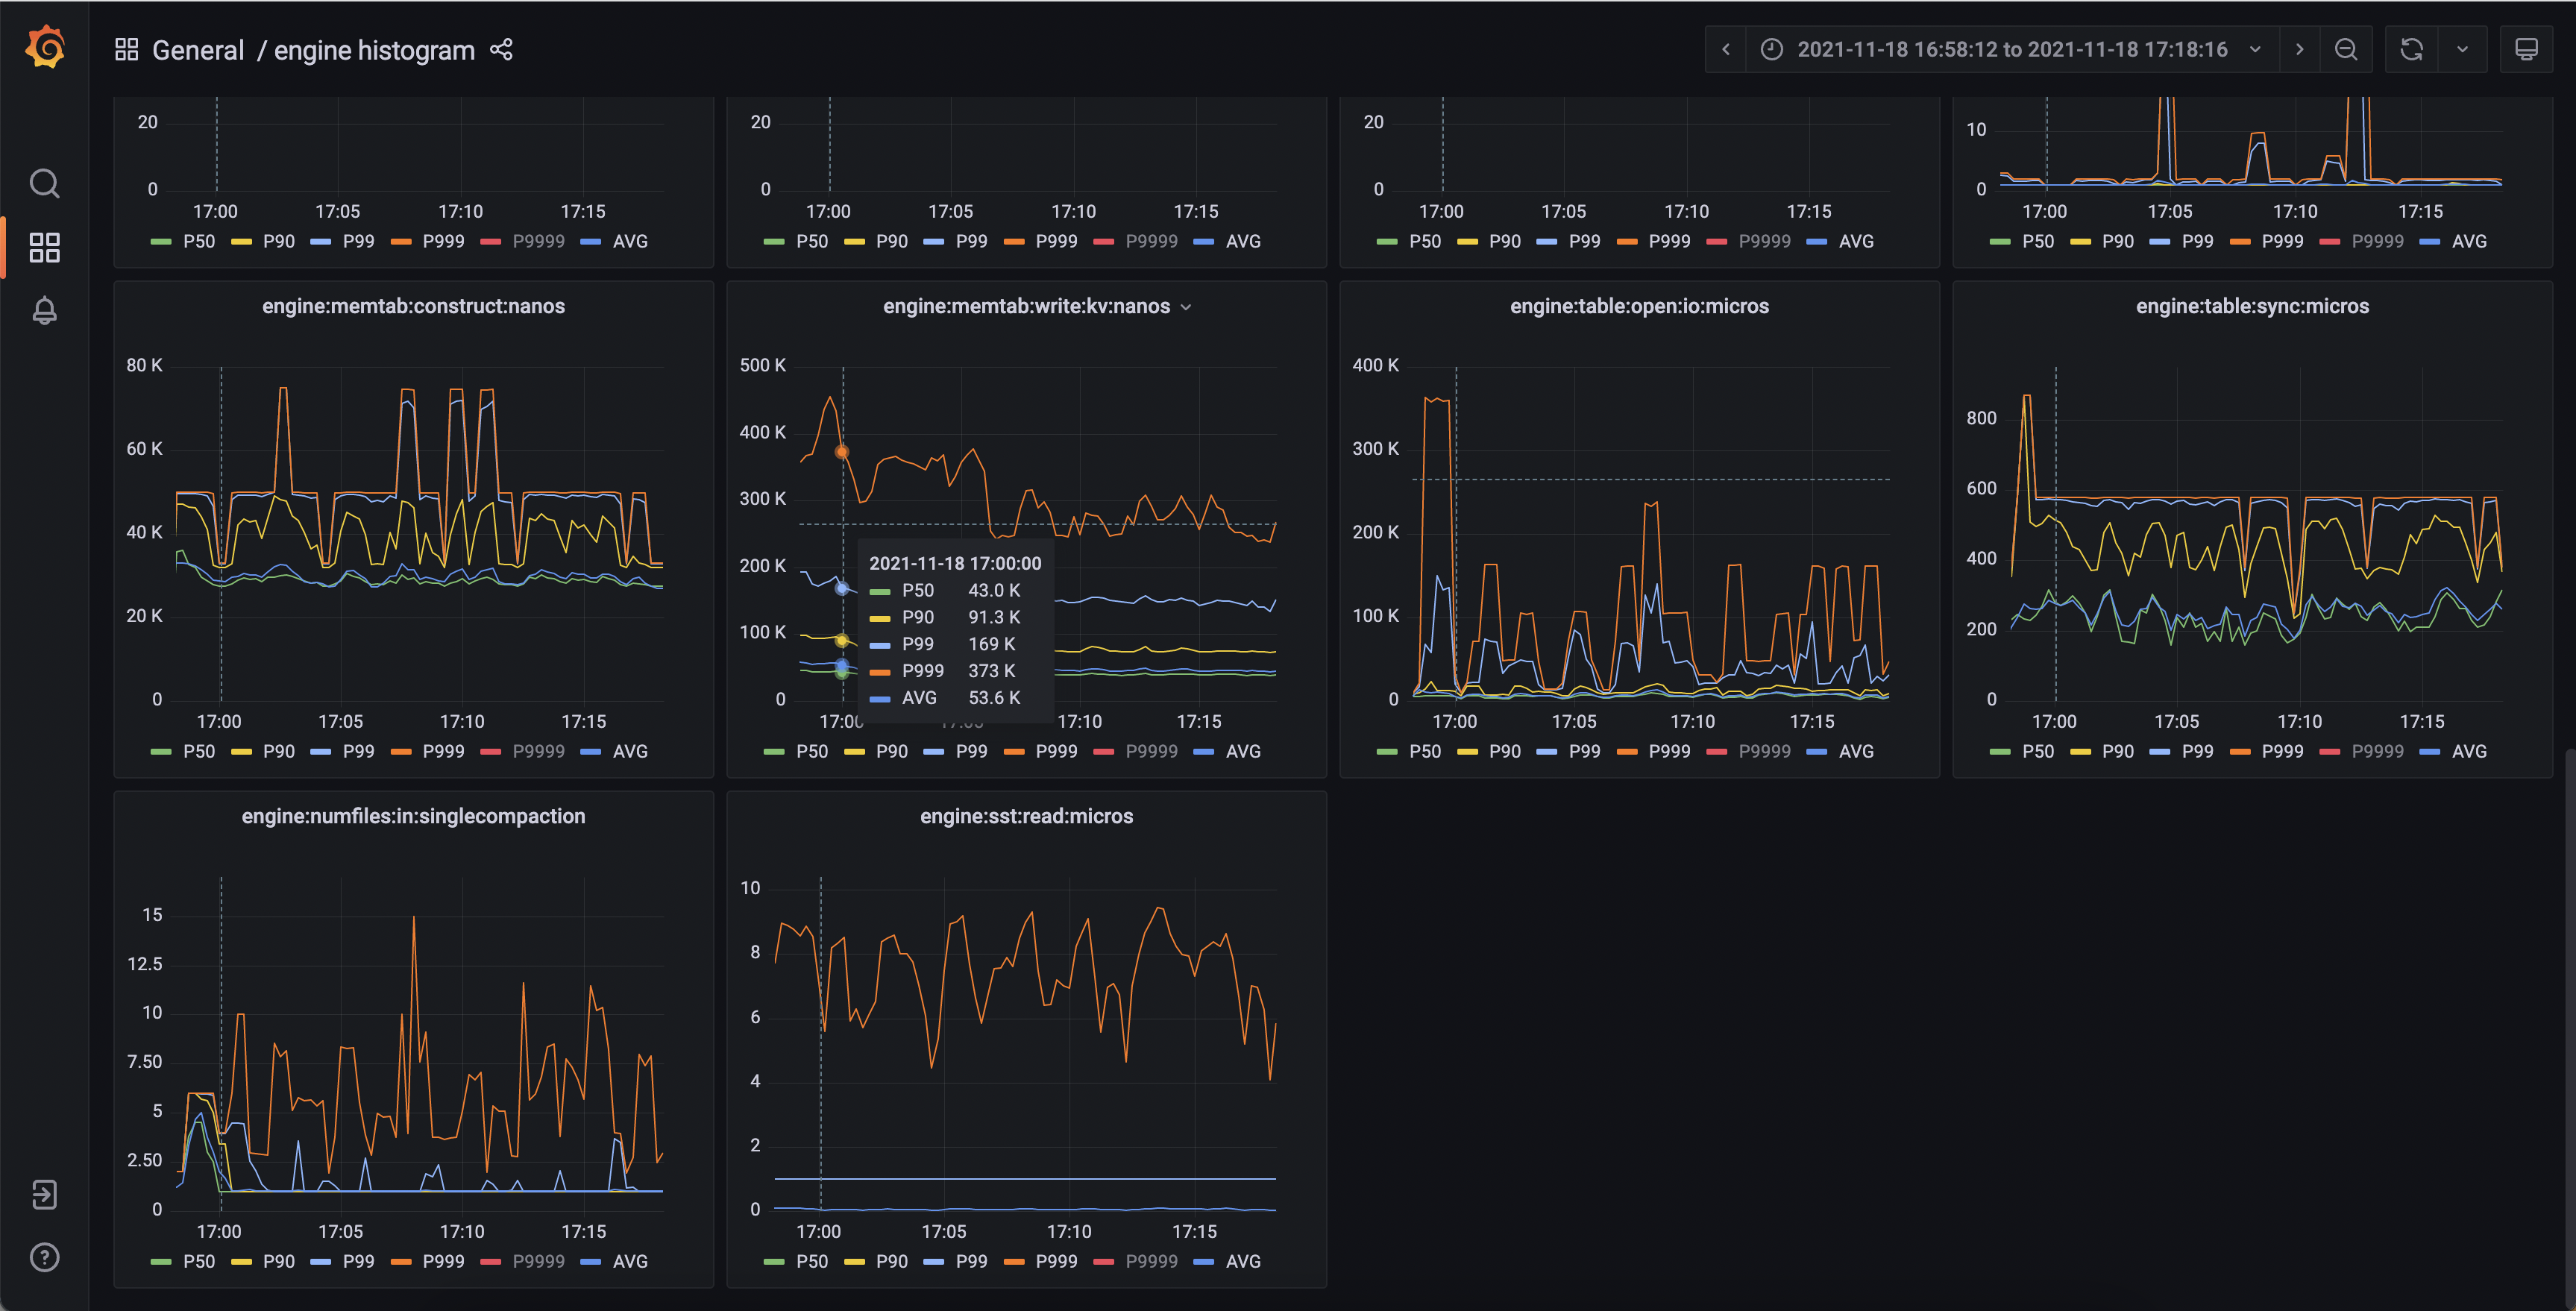 General / engine histogram
2021-11-18 16:58:12 to 2021-11-18 17:18:16
20
0
17:00 17:05 17:10 17:15
P50 P90 P99 P999 P9999 AVG
20
0
17:00 17:05 17:10 17:15
P50 P90 P99 P999 P9999 AVG
20
0
17:00 17:05 17:10 17:15
P50 P90 P99 P999 P9999 AVG
10
0
17:00 17:05 17:10 17:15
P50 P90 P99 P999 P9999 AVG
engine:memtab:construct:nanos
80 K
60 K
40 K
20 K
0
17:00 17:05 17:10 17:15
P50 P90 P99 P999 P9999 AVG
engine:memtab:write:kv:nanos
500 K
400 K
300 K
200 K
100 K
0
2021-11-18 17:00:00
P50 43.0 K
P90 91.3 K
P99 169 K
P999 373 K
AVG 53.6 K
17:00 17:05 17:10 17:15
P50 P90 P99 P999 P9999 AVG
engine:table:open:io:micros
400 K
300 K
200 K
100 K
0
17:00 17:05 17:10 17:15
P50 P90 P99 P999 P9999 AVG
engine:table:sync:micros
800
600
400
200
0
17:00 17:05 17:10 17:15
P50 P90 P99 P999 P9999 AVG
engine:numfiles:in:singlecompaction
15
12.5
10
7.50
5
2.50
0
17:00 17:05 17:10 17:15
P50 P90 P99 P999 P9999 AVG
engine:sst:read:micros
10
8
6
4
2
0
17:00 17:05 17:10 17:15
P50 P90 P99 P999 P9999 AVG